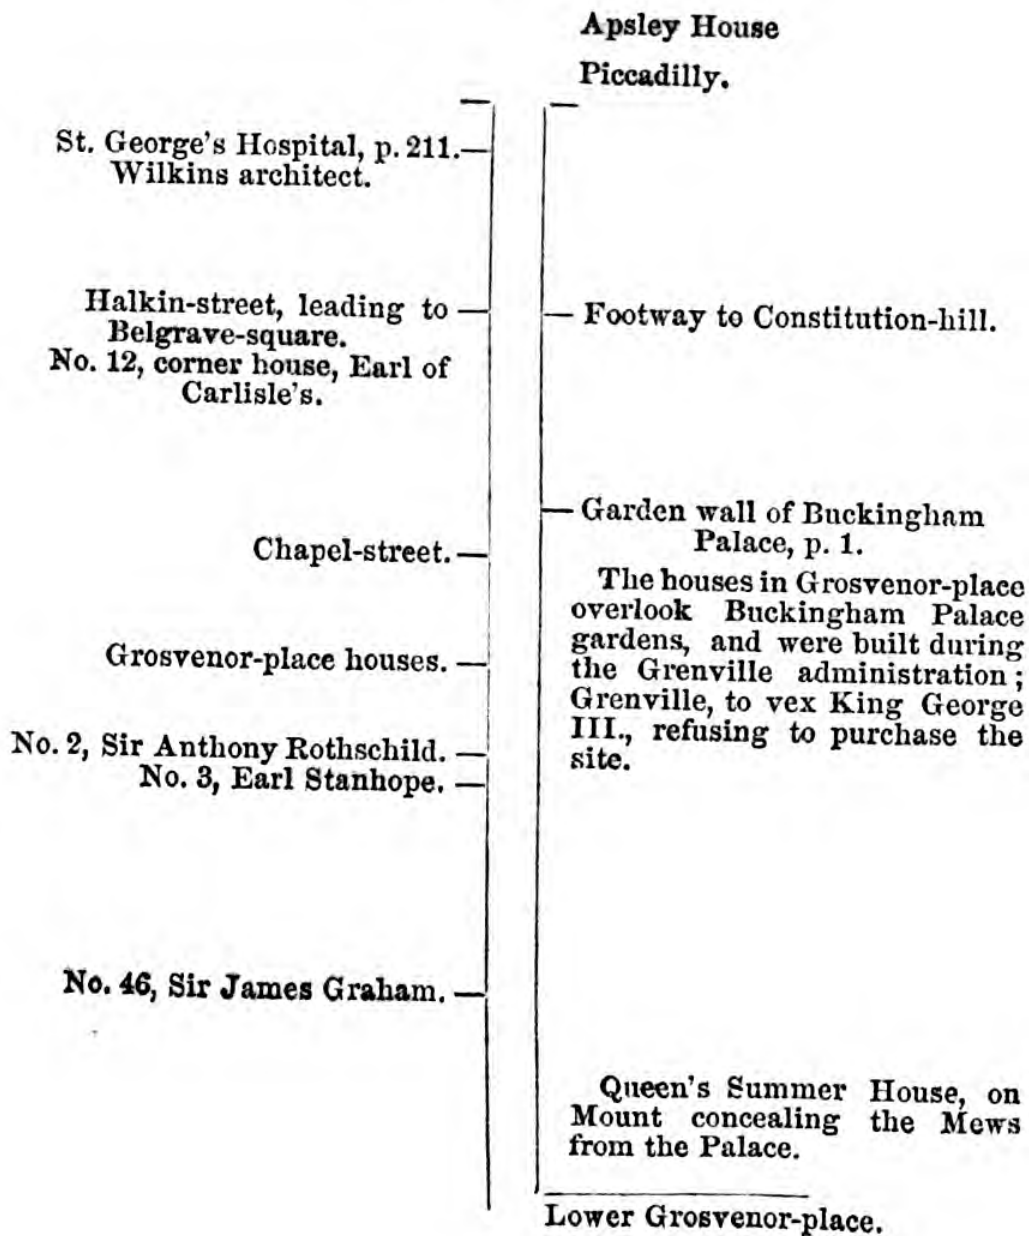 Apsley House
Piccadilly.
St. George's Hospital, p. 211.
Wilkins architect.
Halkin-street, leading to
Belgrave-square.
No. 12, corner house, Earl of
Carlisle's.
Footway to Constitution-hill.
Chapel-street.
Garden wall of Buckingham
Palace, p. 1.
The houses in Grosvenor-place
overlook Buckingham Palace
gardens, and were built during
the Grenville administration;
Grenville, to vex King George
III., refusing to purchase the
site.
Grosvenor-place houses.
No. 2, Sir Anthony Rothschild.
No. 3, Earl Stanhope.
No. 46, Sir James Graham.
Queen's Summer House, on
Mount concealing the Mews
from the Palace.
Lower Grosvenor-place.